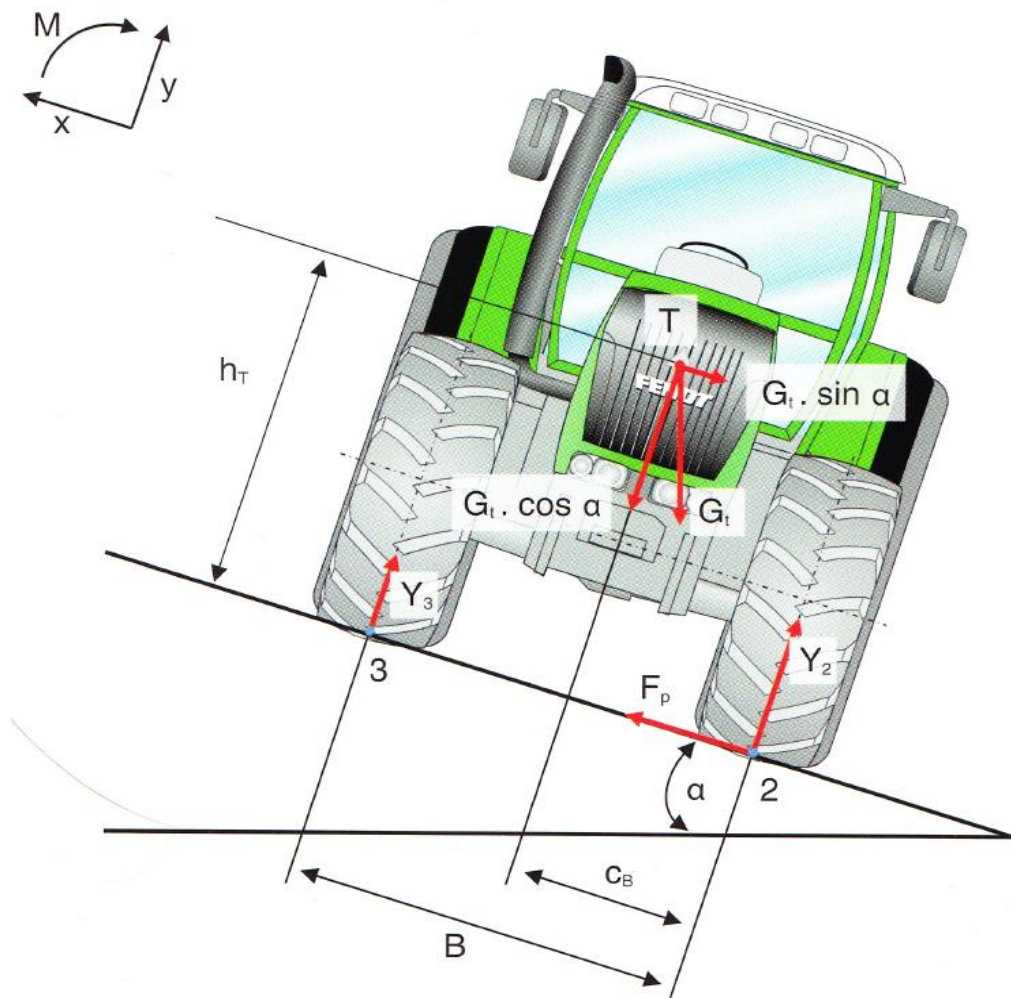 M
y
x
T
h_T
G_t . sin α
FENDT
G_t . cos α
G_t
Y_3
Y_2
3
F_p
2
α
c_B
B